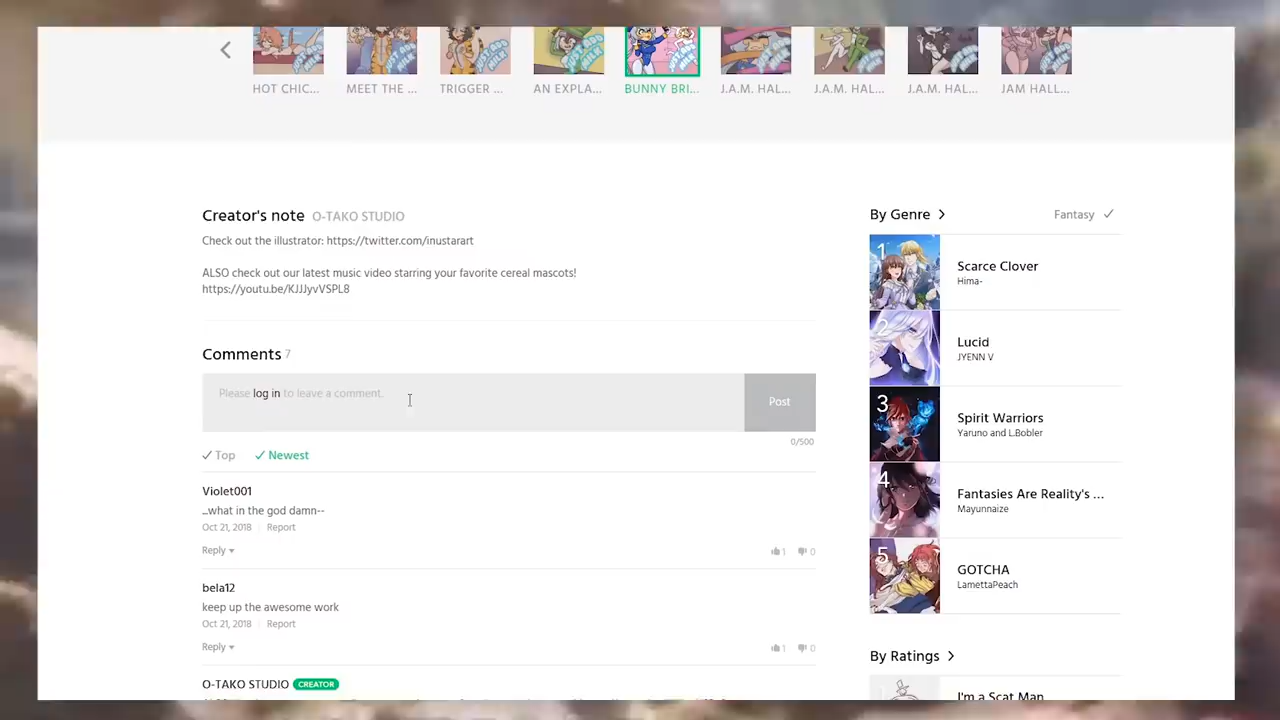 HOT CHIC...
MEET THE ...
TRIGGER ...
AN EXPLA...
BUNNY BRI...
J.A.M. HAL...
J.A.M. HAL...
J.A.M. HAL...
JAM HALL...
Creator's note O-TAKO STUDIO
Check out the illustrator: https://twitter.com/inustarart
ALSO check out our latest music video starring your favorite cereal mascots!
https://youtu.be/KJJJyvVSPL8
Comments 7
Please log in to leave a comment.
Post
0/500
Top
Newest
Violet001
...what in the god damn--
Oct 21, 2018 Report
Reply
1 0
bela12
keep up the awesome work
Oct 21, 2018 Report
Reply
1 0
O-TAKO STUDIO CREATOR
By Genre
Fantasy
1
Scarce Clover
Hima-
2
Lucid
JYENN V
3
Spirit Warriors
Yaruno and L.Bobler
4
Fantasies Are Reality's ...
Mayunnaize
5
GOTCHA
LamettaPeach
By Ratings
I'm a Scat Man